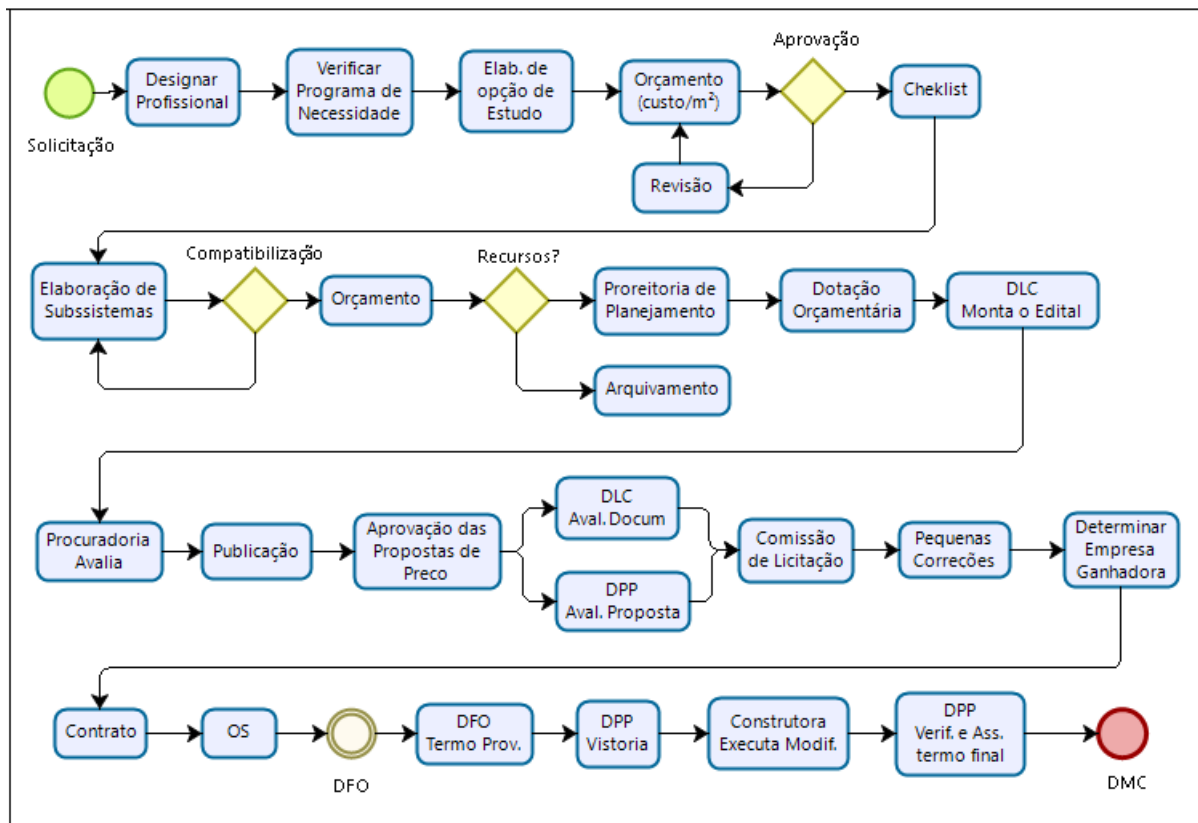 Aprovação
Designar
Profissional
Verificar
Programa de
Necessidade
Elab. de
opção de
Estudo
Orçamento
(custo/m²)
Cheklist
Solicitação
Revisão
Compatibilização
Recursos?
Elaboração de
Subssistemas
Orçamento
Proreitoria de
Planejamento
Dotação
Orçamentária
DLC
Monta o Edital
Arquivamento
Procuradoria
Avalia
Publicação
Aprovação das
Propostas de
Preco
DLC
Aval. Docum
DPP
Aval. Proposta
Comissão
de Licitação
Pequenas
Correcões
Determinar
Empresa
Ganhadora
Contrato
OS
DFO
DFO
Termo Prov.
DPP
Vistoria
Construtora
Executa Modif.
DPP
Verif. e Ass.
termo final
DMC